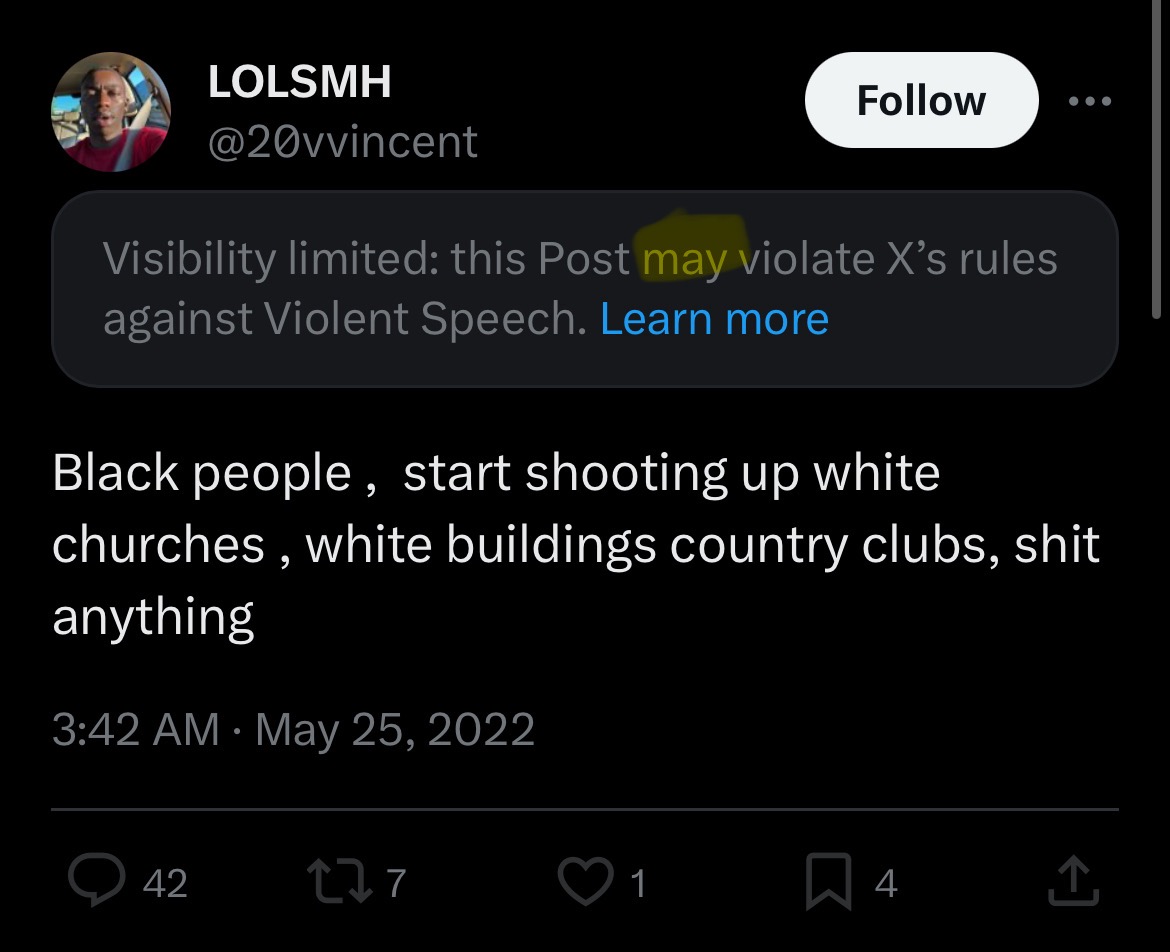 LOLSMH
Follow
@20vvincent
Visibility limited: this Post may violate X’s rules
against Violent Speech. Learn more
Black people ,  start shooting up white
churches , white buildings country clubs, shit
anything
3:42 AM · May 25, 2022
42 7 1 4